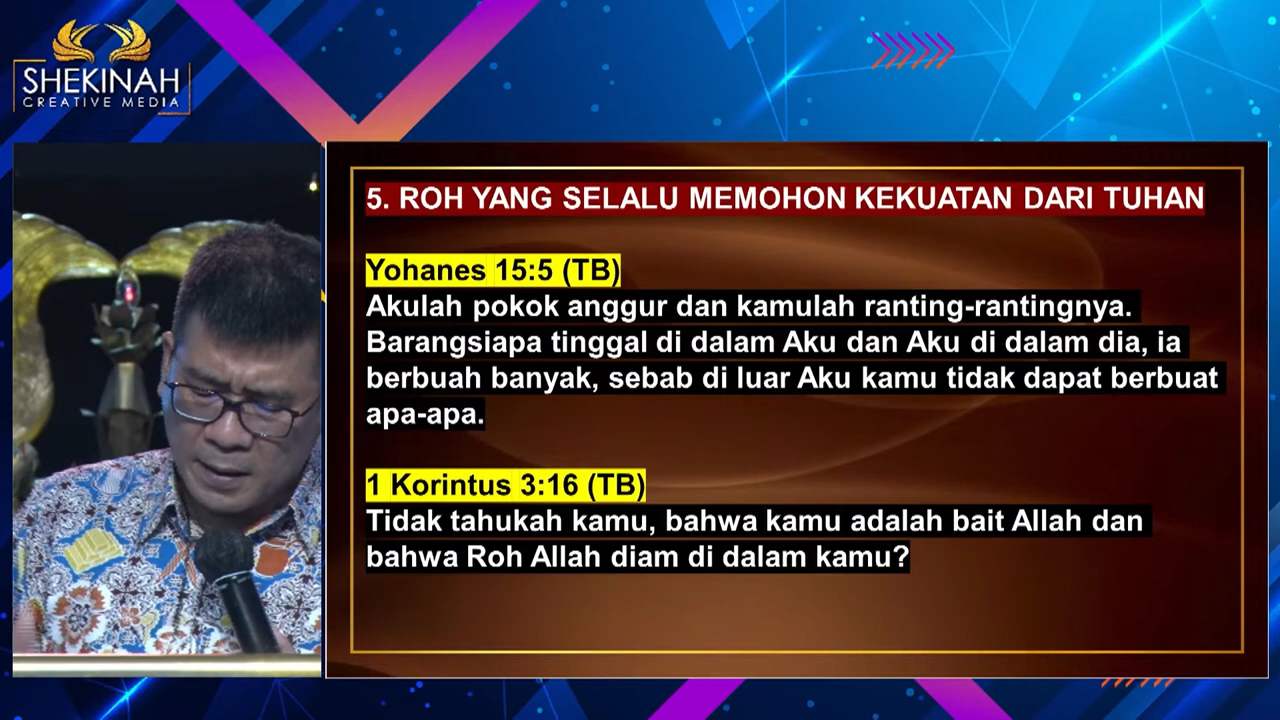 SHEKINAH
CREATIVE MEDIA
5. ROH YANG SELALU MEMOHON KEKUATAN DARI TUHAN
Yohanes 15:5 (TB)
Akulah pokok anggur dan kamulah ranting-rantingnya.
Barangsiapa tinggal di dalam Aku dan Aku di dalam dia, ia
berbuah banyak, sebab di luar Aku kamu tidak dapat berbuat
apa-apa.
1 Korintus 3:16 (TB)
Tidak tahukah kamu, bahwa kamu adalah bait Allah dan
bahwa Roh Allah diam di dalam kamu?